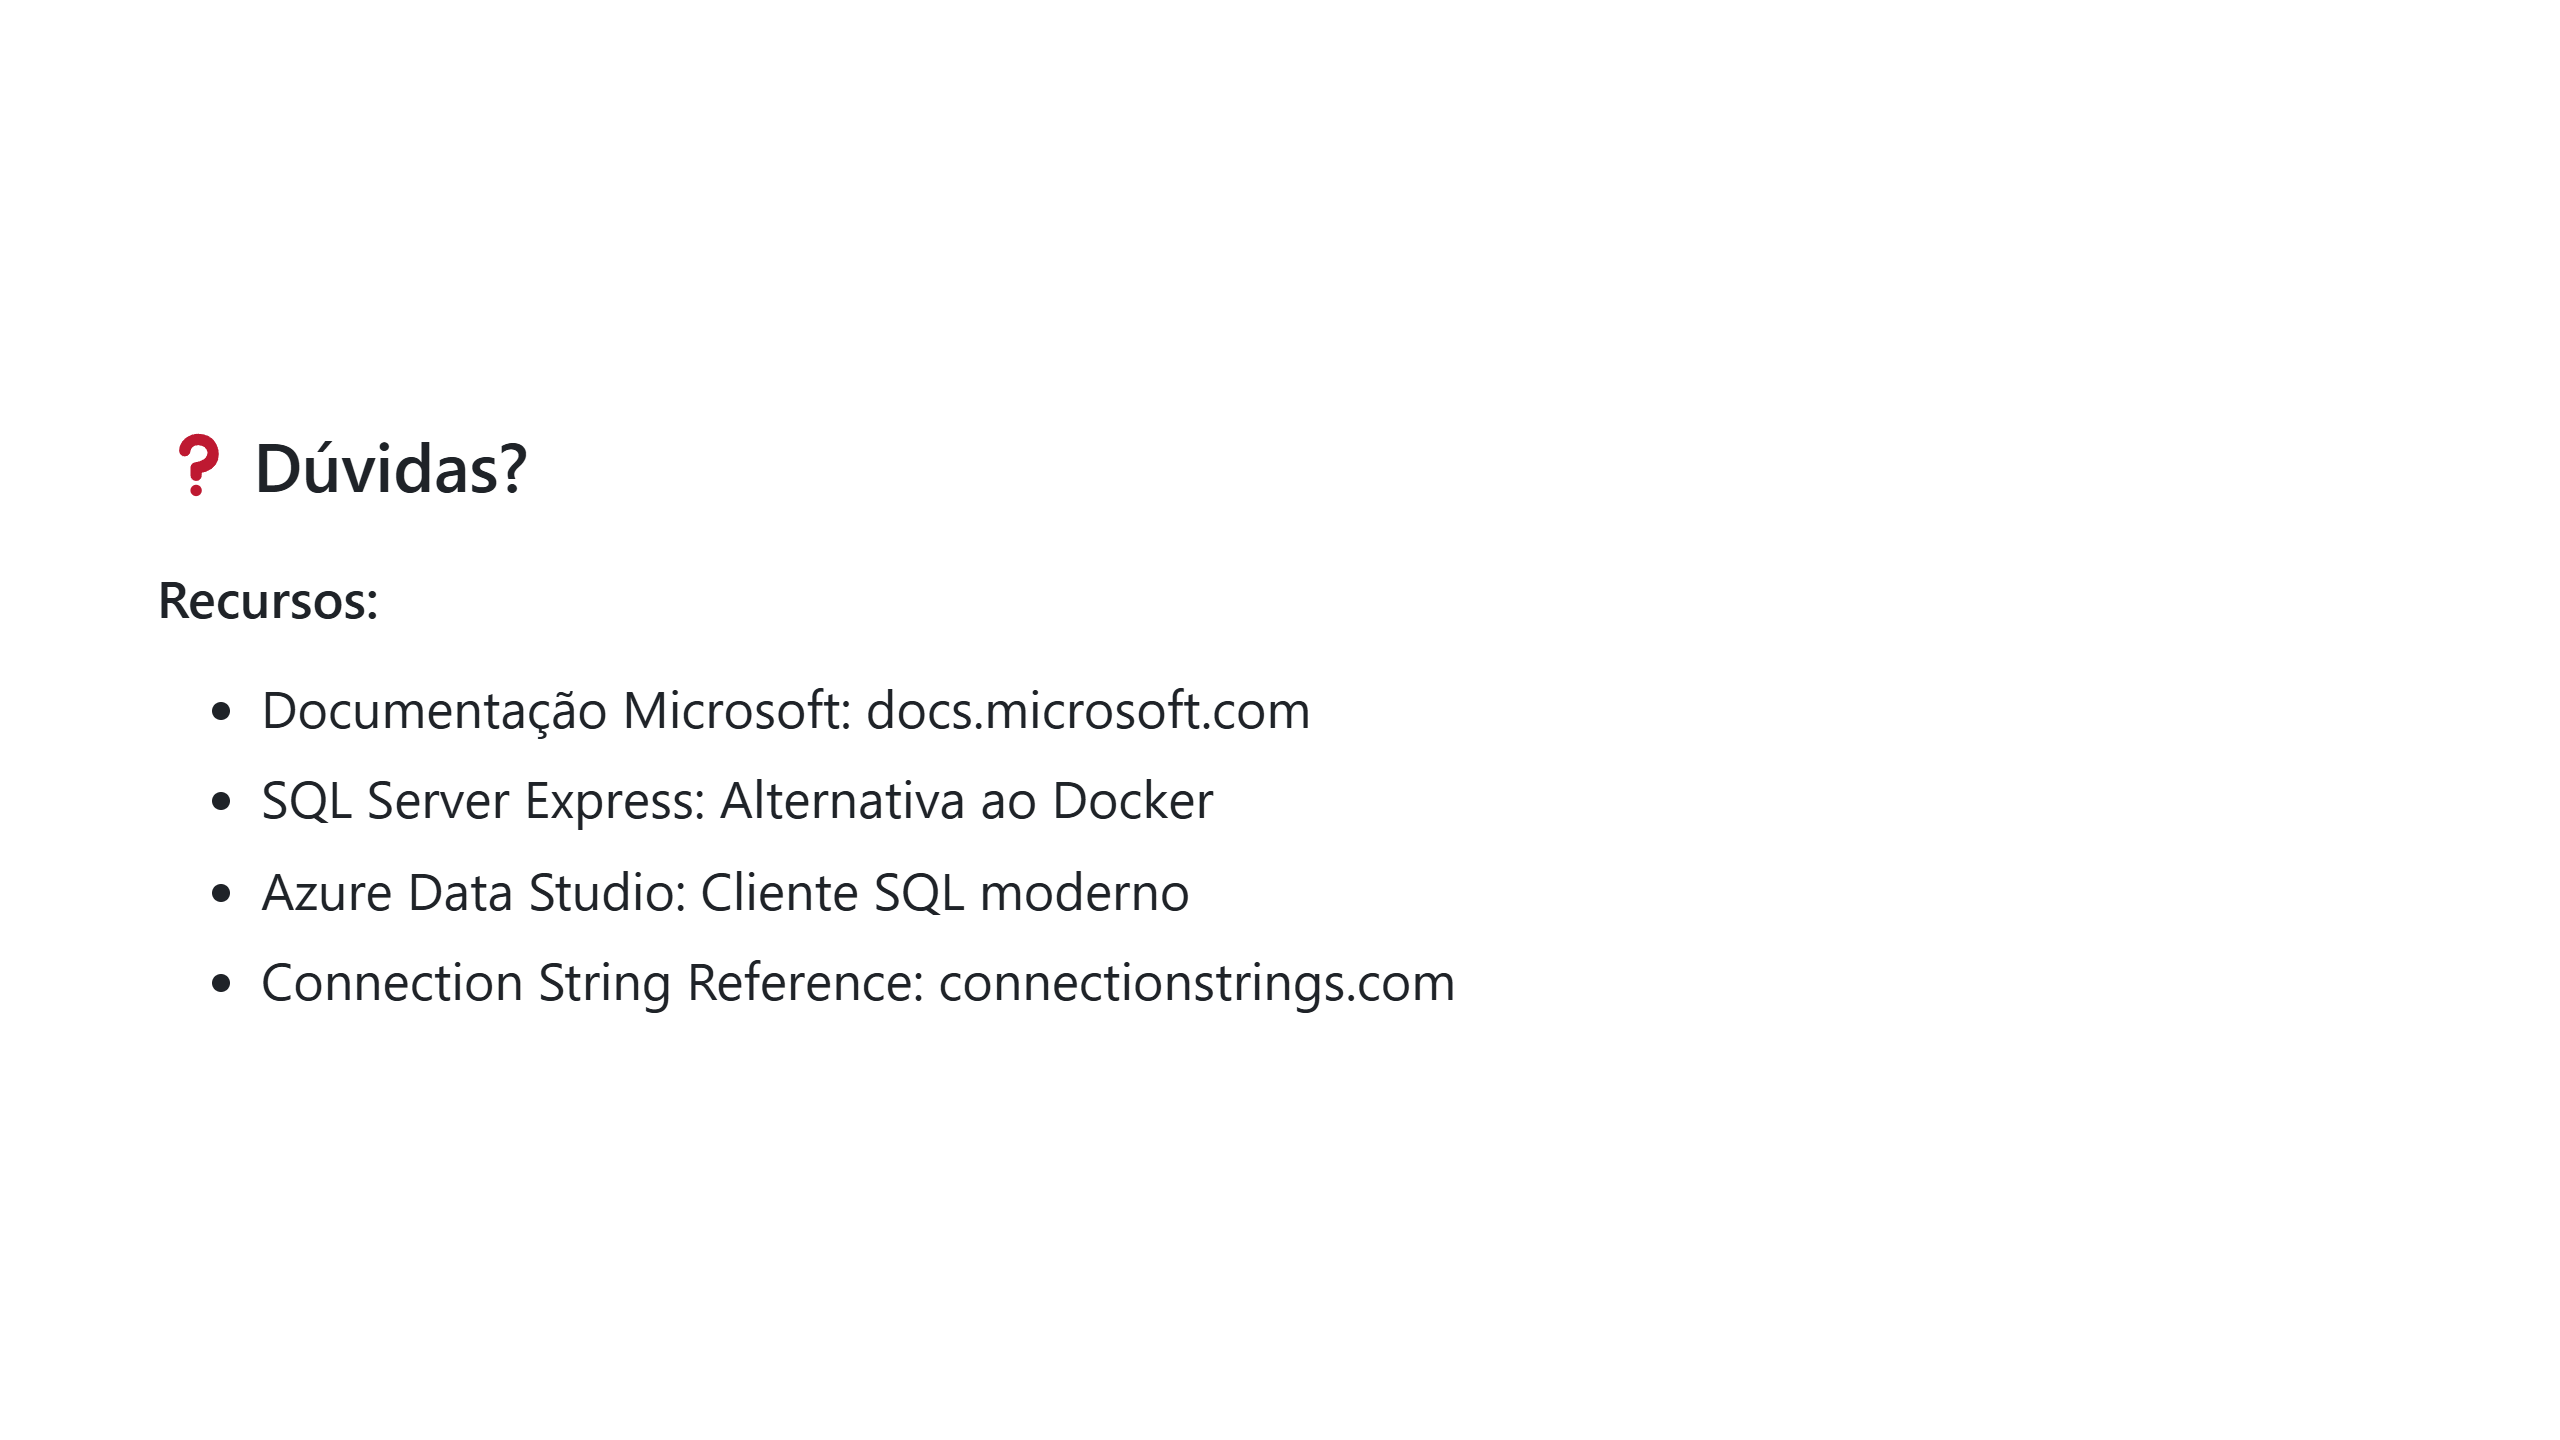 ❓ Dúvidas?
Recursos:
• Documentação Microsoft: docs.microsoft.com
• SQL Server Express: Alternativa ao Docker
• Azure Data Studio: Cliente SQL moderno
• Connection String Reference: connectionstrings.com